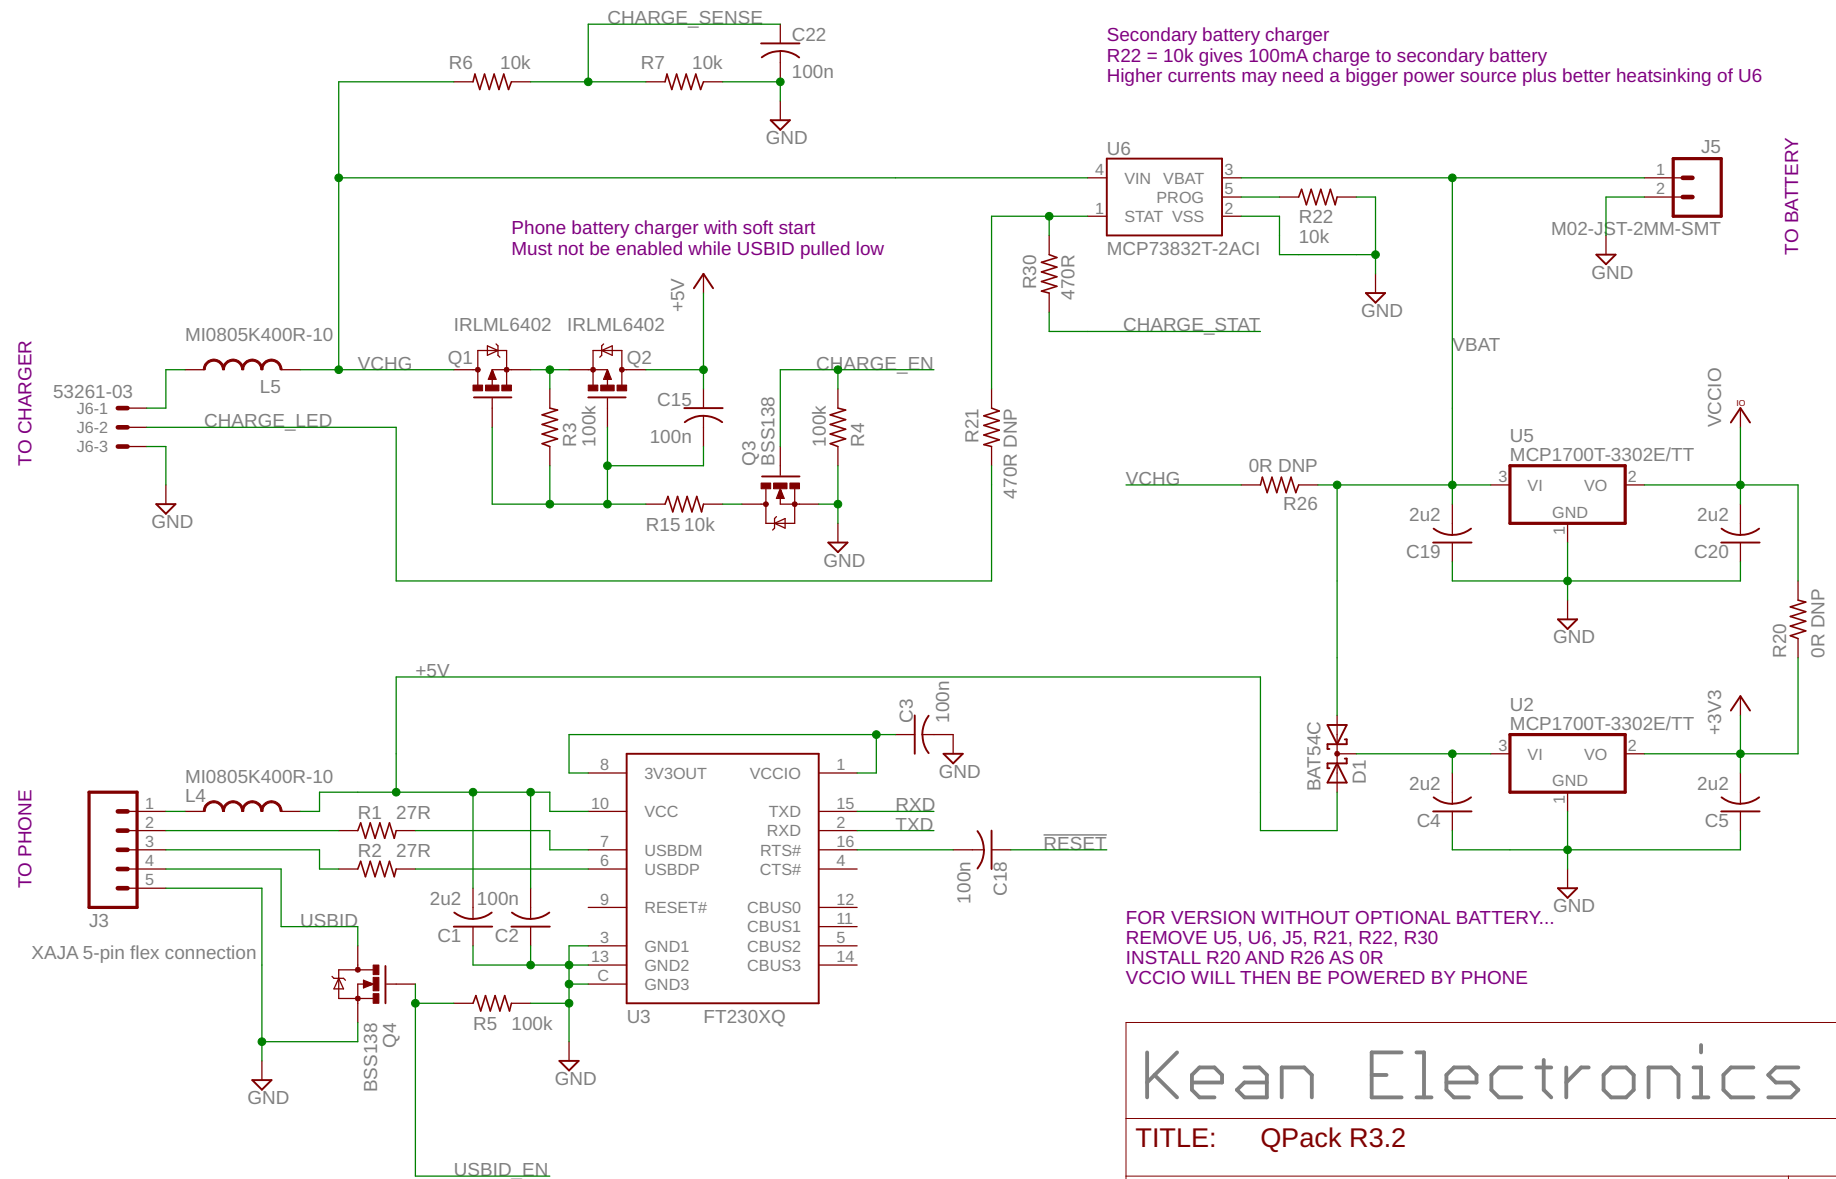 CHARGE_SENSE
C22
100n
R6 10k
R7 10k
GND
Secondary battery charger
R22 = 10k gives 100mA charge to secondary battery
Higher currents may need a bigger power source plus better heatsinking of U6
U6
4 VIN VBAT 3
PROG 5
1 STAT VSS 2
MCP73832T-2ACI
R22
10k
GND
J5
1
2
M02-JST-2MM-SMT
GND
TO BATTERY
Phone battery charger with soft start
Must not be enabled while USBID pulled low
R30
470R
CHARGE_STAT
+5V
IRLML6402 IRLML6402
Q1
Q2
MI0805K400R-10
L5
VCHG
TO CHARGER
53261-03
J6-1
J6-2
J6-3
CHARGE_LED
GND
R3
100k
C15
100n
R15 10k
CHARGE_EN
Q3
BSS138
100k
R4
GND
R21
470R DNP
VBAT
VCHG
0R DNP
R26
VCCIO
IO
U5
MCP1700T-3302E/TT
3 VI VO 2
GND
1
2u2
C19
2u2
C20
GND
R20
0R DNP
+5V
BAT54C
D1
U2
MCP1700T-3302E/TT
3 VI VO 2
GND
1
+3V3
2u2
C4
2u2
C5
GND
C3
100n
GND
TO PHONE
MI0805K400R-10
L4
1
2
3
4
5
J3
XAJA 5-pin flex connection
R1 27R
R2 27R
USBID
2u2
C1
100n
C2
8 3V3OUT VCCIO 1
10 VCC TXD 15
RXD 2
7 USBDM RTS# 16
6 USBDP CTS# 4
9 RESET# CBUS0 12
CBUS1 11
3 GND1 CBUS2 5
13 GND2 CBUS3 14
C GND3
U3 FT230XQ
RXD
TXD
100n
C18
RESET
BSS138
Q4
R5 100k
GND
GND
USBID_EN
FOR VERSION WITHOUT OPTIONAL BATTERY...
REMOVE U5, U6, J5, R21, R22, R30
INSTALL R20 AND R26 AS 0R
VCCIO WILL THEN BE POWERED BY PHONE
Kean Electronics
TITLE: QPack R3.2